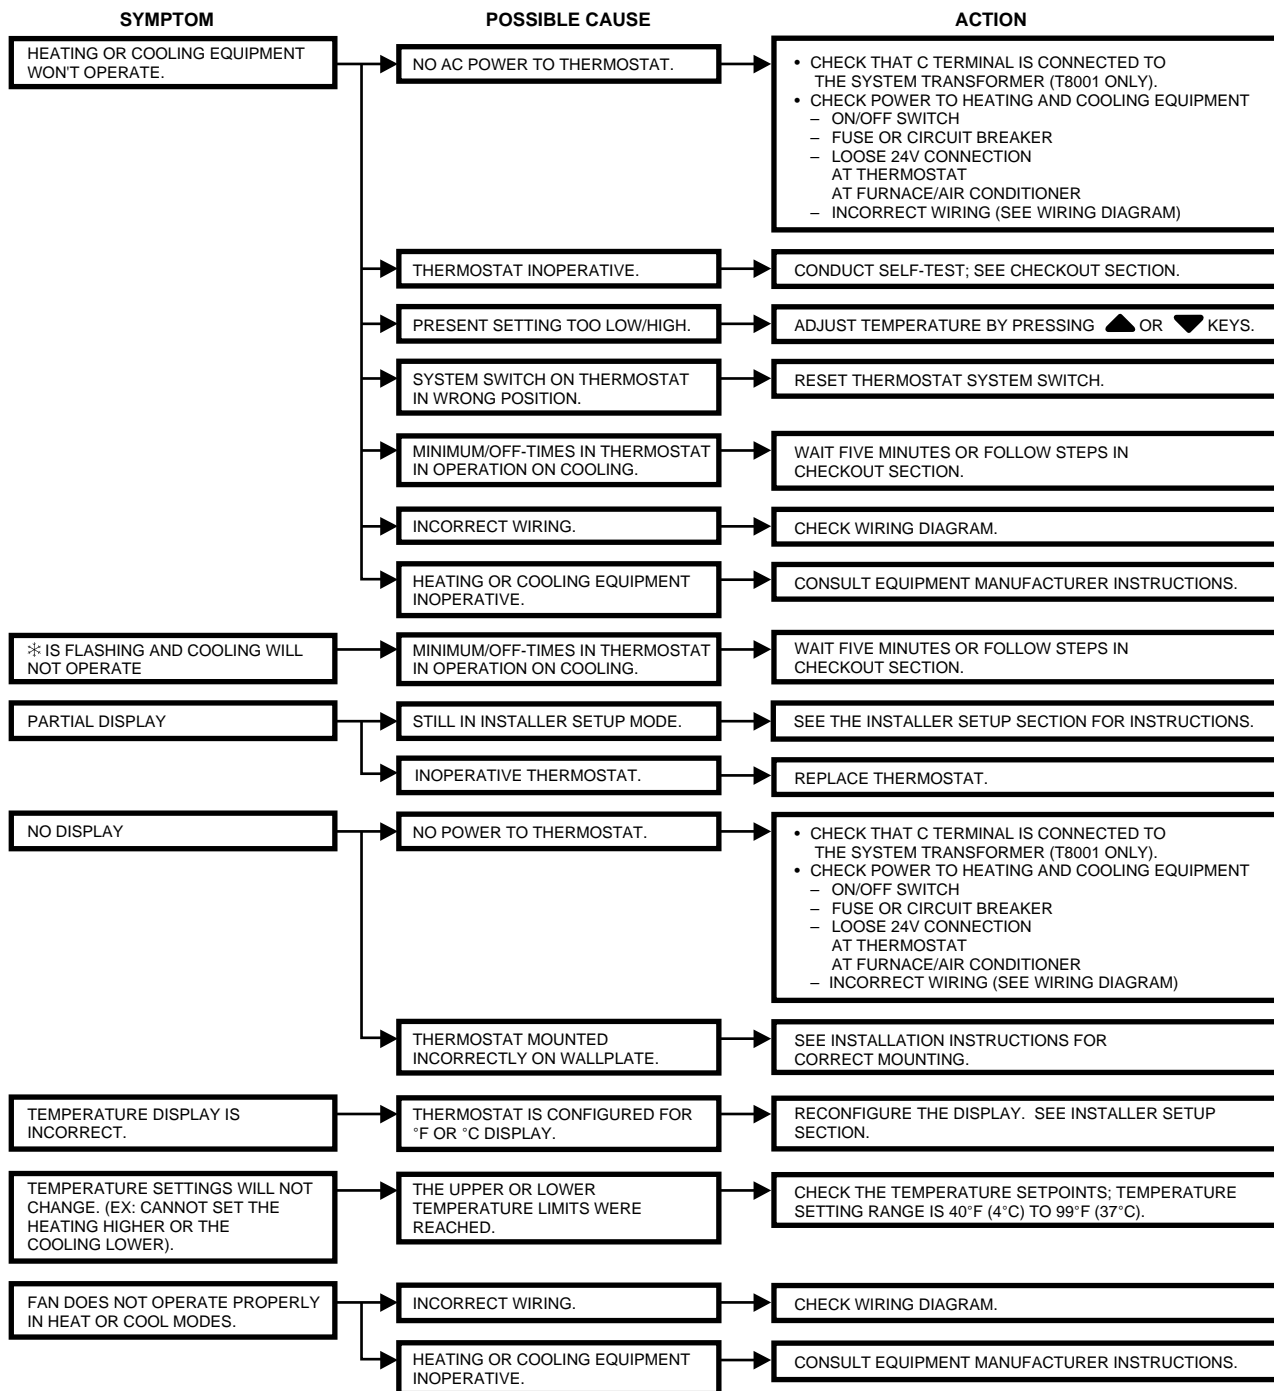 SYMPTOM POSSIBLE CAUSE ACTION
HEATING OR COOLING EQUIPMENT
WON'T OPERATE.
NO AC POWER TO THERMOSTAT.
• CHECK THAT C TERMINAL IS CONNECTED TO
THE SYSTEM TRANSFORMER (T8001 ONLY).
• CHECK POWER TO HEATING AND COOLING EQUIPMENT
– ON/OFF SWITCH
– FUSE OR CIRCUIT BREAKER
– LOOSE 24V CONNECTION
AT THERMOSTAT
AT FURNACE/AIR CONDITIONER
– INCORRECT WIRING (SEE WIRING DIAGRAM)
THERMOSTAT INOPERATIVE.
CONDUCT SELF-TEST; SEE CHECKOUT SECTION.
PRESENT SETTING TOO LOW/HIGH.
ADJUST TEMPERATURE BY PRESSING ▲ OR ▼ KEYS.
SYSTEM SWITCH ON THERMOSTAT
IN WRONG POSITION.
RESET THERMOSTAT SYSTEM SWITCH.
MINIMUM/OFF-TIMES IN THERMOSTAT
IN OPERATION ON COOLING.
WAIT FIVE MINUTES OR FOLLOW STEPS IN
CHECKOUT SECTION.
INCORRECT WIRING.
CHECK WIRING DIAGRAM.
HEATING OR COOLING EQUIPMENT
INOPERATIVE.
CONSULT EQUIPMENT MANUFACTURER INSTRUCTIONS.
✻ IS FLASHING AND COOLING WILL
NOT OPERATE
MINIMUM/OFF-TIMES IN THERMOSTAT
IN OPERATION ON COOLING.
WAIT FIVE MINUTES OR FOLLOW STEPS IN
CHECKOUT SECTION.
PARTIAL DISPLAY
STILL IN INSTALLER SETUP MODE.
SEE THE INSTALLER SETUP SECTION FOR INSTRUCTIONS.
INOPERATIVE THERMOSTAT.
REPLACE THERMOSTAT.
NO DISPLAY
NO POWER TO THERMOSTAT.
• CHECK THAT C TERMINAL IS CONNECTED TO
THE SYSTEM TRANSFORMER (T8001 ONLY).
• CHECK POWER TO HEATING AND COOLING EQUIPMENT
– ON/OFF SWITCH
– FUSE OR CIRCUIT BREAKER
– LOOSE 24V CONNECTION
AT THERMOSTAT
AT FURNACE/AIR CONDITIONER
– INCORRECT WIRING (SEE WIRING DIAGRAM)
THERMOSTAT MOUNTED
INCORRECTLY ON WALLPLATE.
SEE INSTALLATION INSTRUCTIONS FOR
CORRECT MOUNTING.
TEMPERATURE DISPLAY IS
INCORRECT.
THERMOSTAT IS CONFIGURED FOR
°F OR °C DISPLAY.
RECONFIGURE THE DISPLAY. SEE INSTALLER SETUP
SECTION.
TEMPERATURE SETTINGS WILL NOT
CHANGE. (EX: CANNOT SET THE
HEATING HIGHER OR THE
COOLING LOWER).
THE UPPER OR LOWER
TEMPERATURE LIMITS WERE
REACHED.
CHECK THE TEMPERATURE SETPOINTS; TEMPERATURE
SETTING RANGE IS 40°F (4°C) TO 99°F (37°C).
FAN DOES NOT OPERATE PROPERLY
IN HEAT OR COOL MODES.
INCORRECT WIRING.
CHECK WIRING DIAGRAM.
HEATING OR COOLING EQUIPMENT
INOPERATIVE.
CONSULT EQUIPMENT MANUFACTURER INSTRUCTIONS.